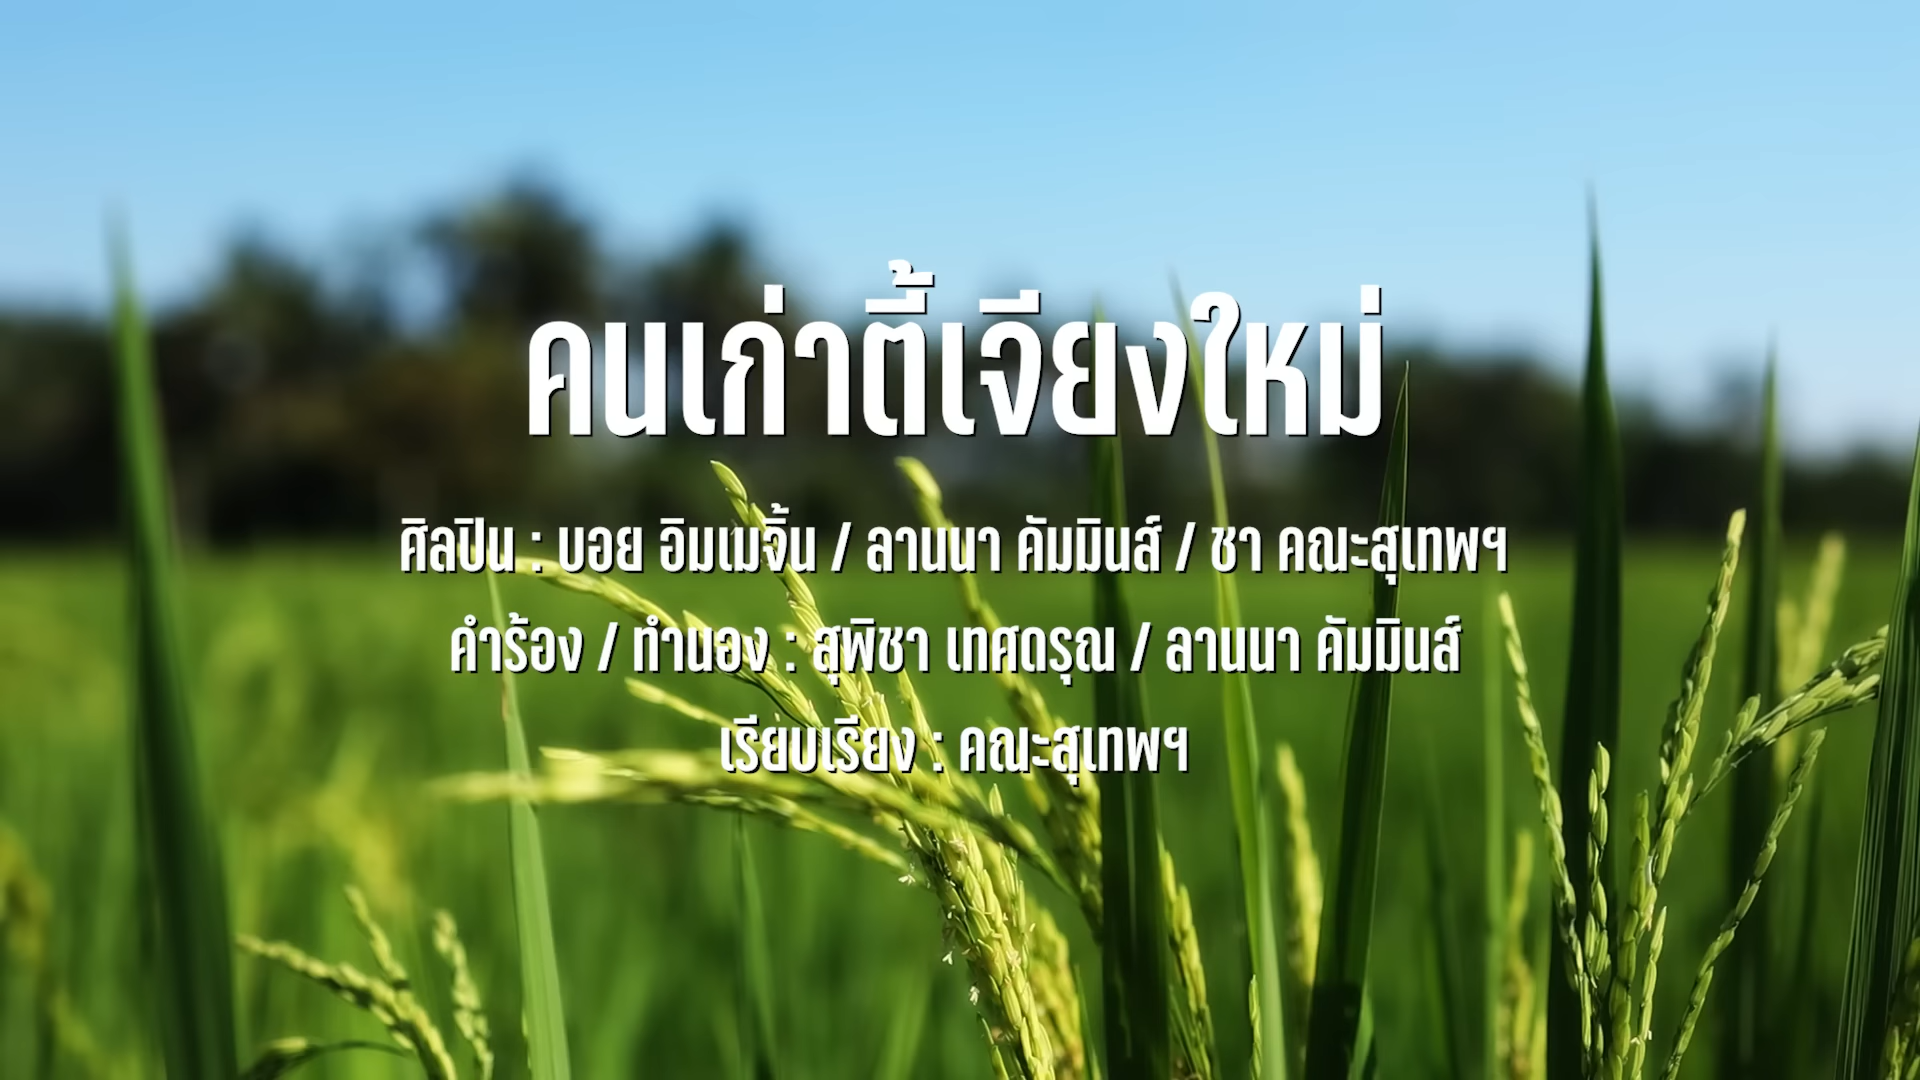 คนเก่าตี้เจียงใหม่
ศิลปิน : บอย อิมเมจิ้น / ลานนา คัมมินส์ / ชา คณะสุเทพฯ
คำร้อง / ทำนอง : สุพิชา เทศดรุณ / ลานนา คัมมินส์
เรียบเรียง : คณะสุเทพฯ